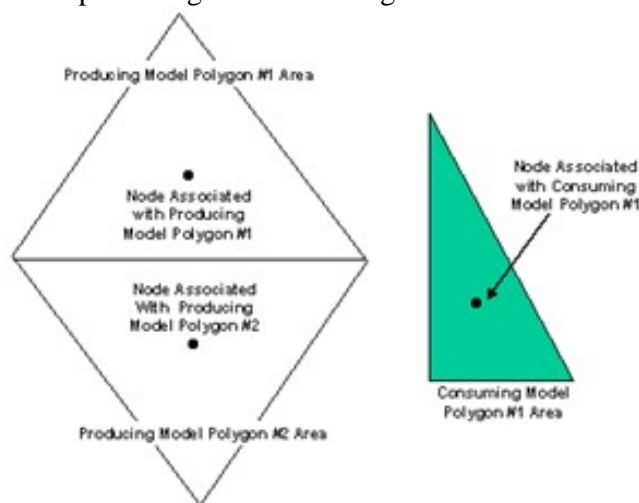 Producing Model Polygon #1 Area
Node Associated
with Producing
Model Polygon #1
Node Associated
With Producing
Model Polygon #2
Producing Model Polygon #2 Area
Node Associated
with Consuming
Model Polygon #1
Consuming Model
Polygon #1 Area